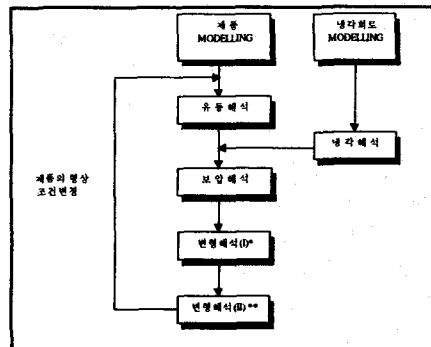 제품
MODELLING
냉각회로
MODELLING
유동해석
냉각해석
보압해석
제품의 형상
조건변경
변형해석(I)*
변형해석(II)**